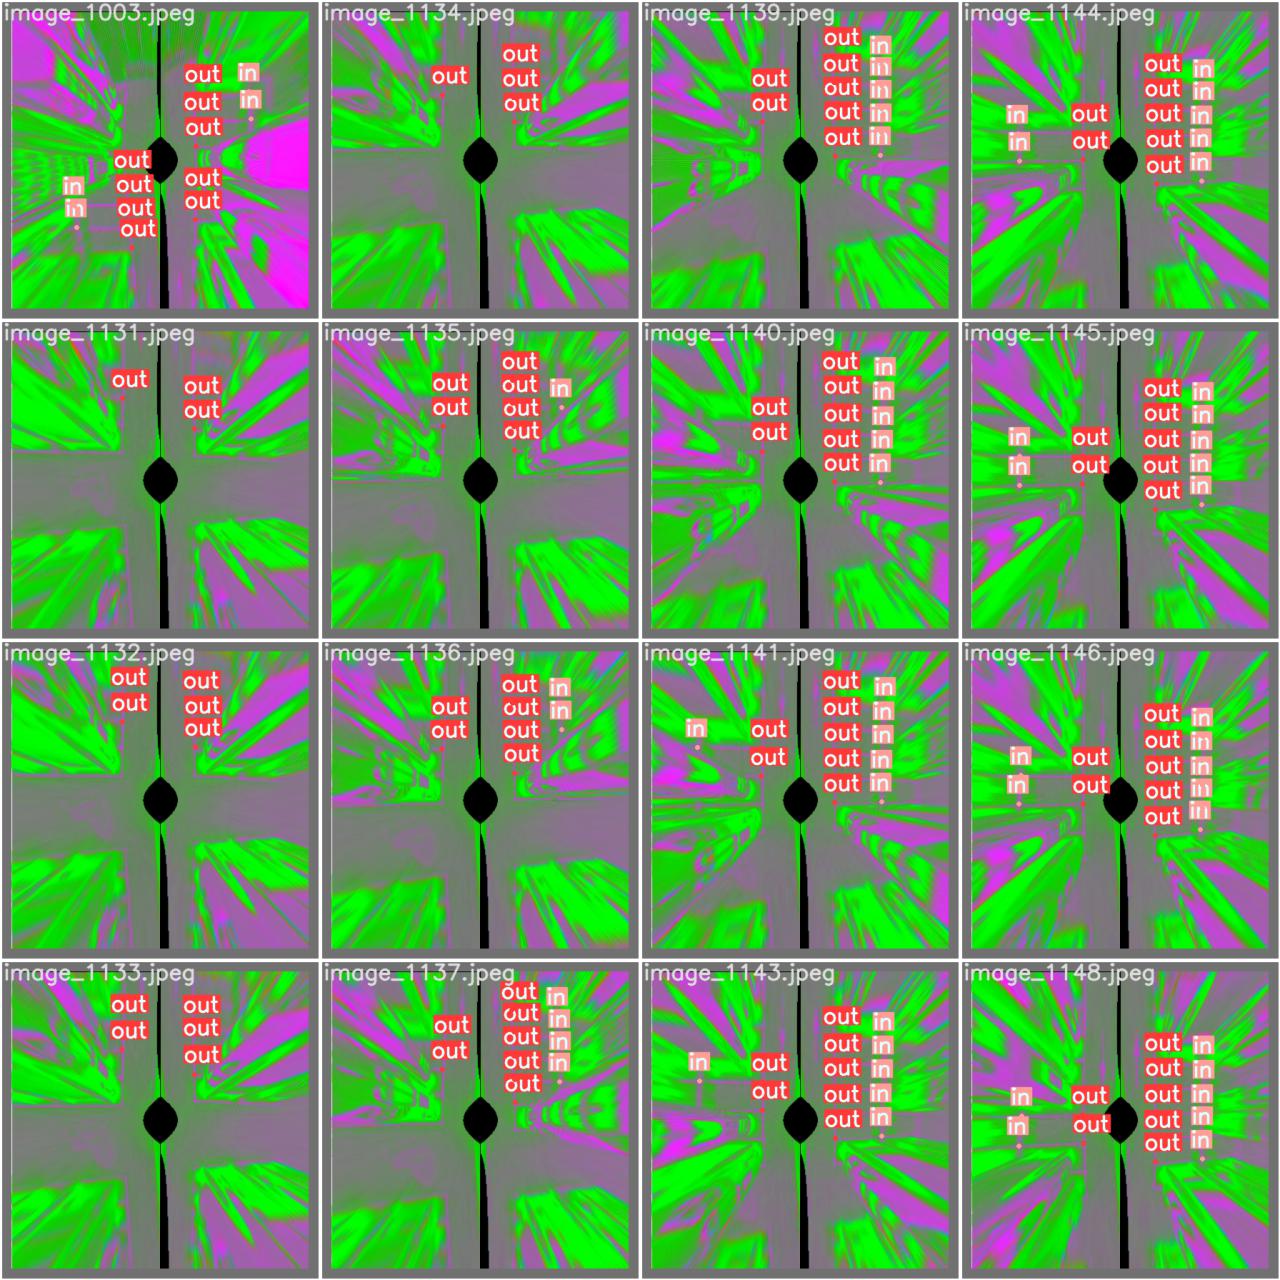 image_1003.jpeg
out
in
out
in
out
out
out
out
in
out
in
out
out
image_1134.jpeg
out
out
out
out
image_1139.jpeg
out
in
out
in
out
out
in
out
out
in
out
in
image_1144.jpeg
out
in
out
in
in
out
out
in
in
out
out
in
out
in
image_1131.jpeg
out
out
out
image_1135.jpeg
out
out
out
in
out
out
out
image_1140.jpeg
out
in
out
out
out
in
out
out
in
out
in
image_1145.jpeg
out
in
out
in
in
out
out
in
in
out
out
in
out
in
image_1132.jpeg
out
out
out
out
out
image_1136.jpeg
out
in
out
out
in
out
out
out
image_1141.jpeg
out
in
out
in
in
out
out
in
out
out
in
out
in
image_1146.jpeg
out
in
out
in
in
out
out
in
in
out
out
in
out
in
image_1133.jpeg
out
out
out
out
out
image_1137.jpeg
out
in
out
in
out
out
in
out
out
in
out
image_1143.jpeg
out
in
out
in
in
out
out
in
out
out
in
out
in
image_1148.jpeg
out
in
out
in
in
out
out
in
in
out
out
in
out
in